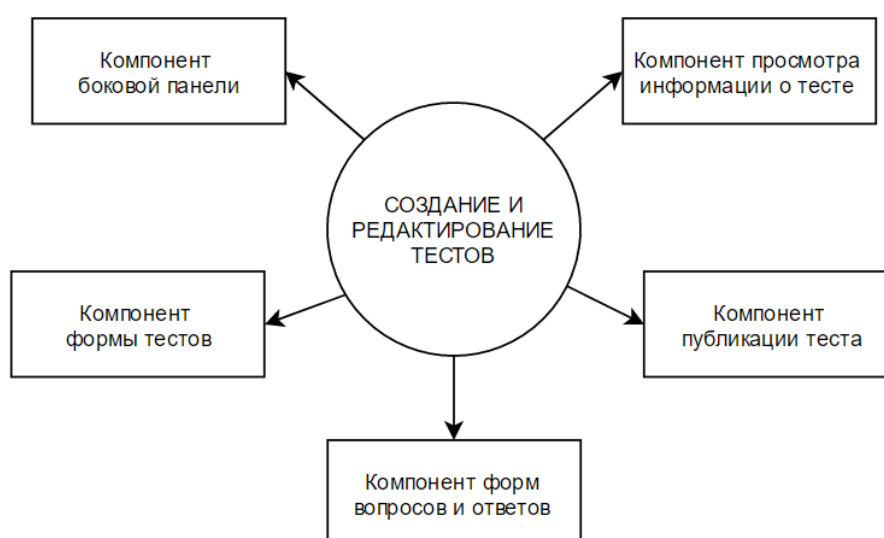 Компонент
боковой панели
Компонент просмотра
информации о тесте
СОЗДАНИЕ И
РЕДАКТИРОВАНИЕ
ТЕСТОВ
Компонент
формы тестов
Компонент
публикации теста
Компонент форм
вопросов и ответов